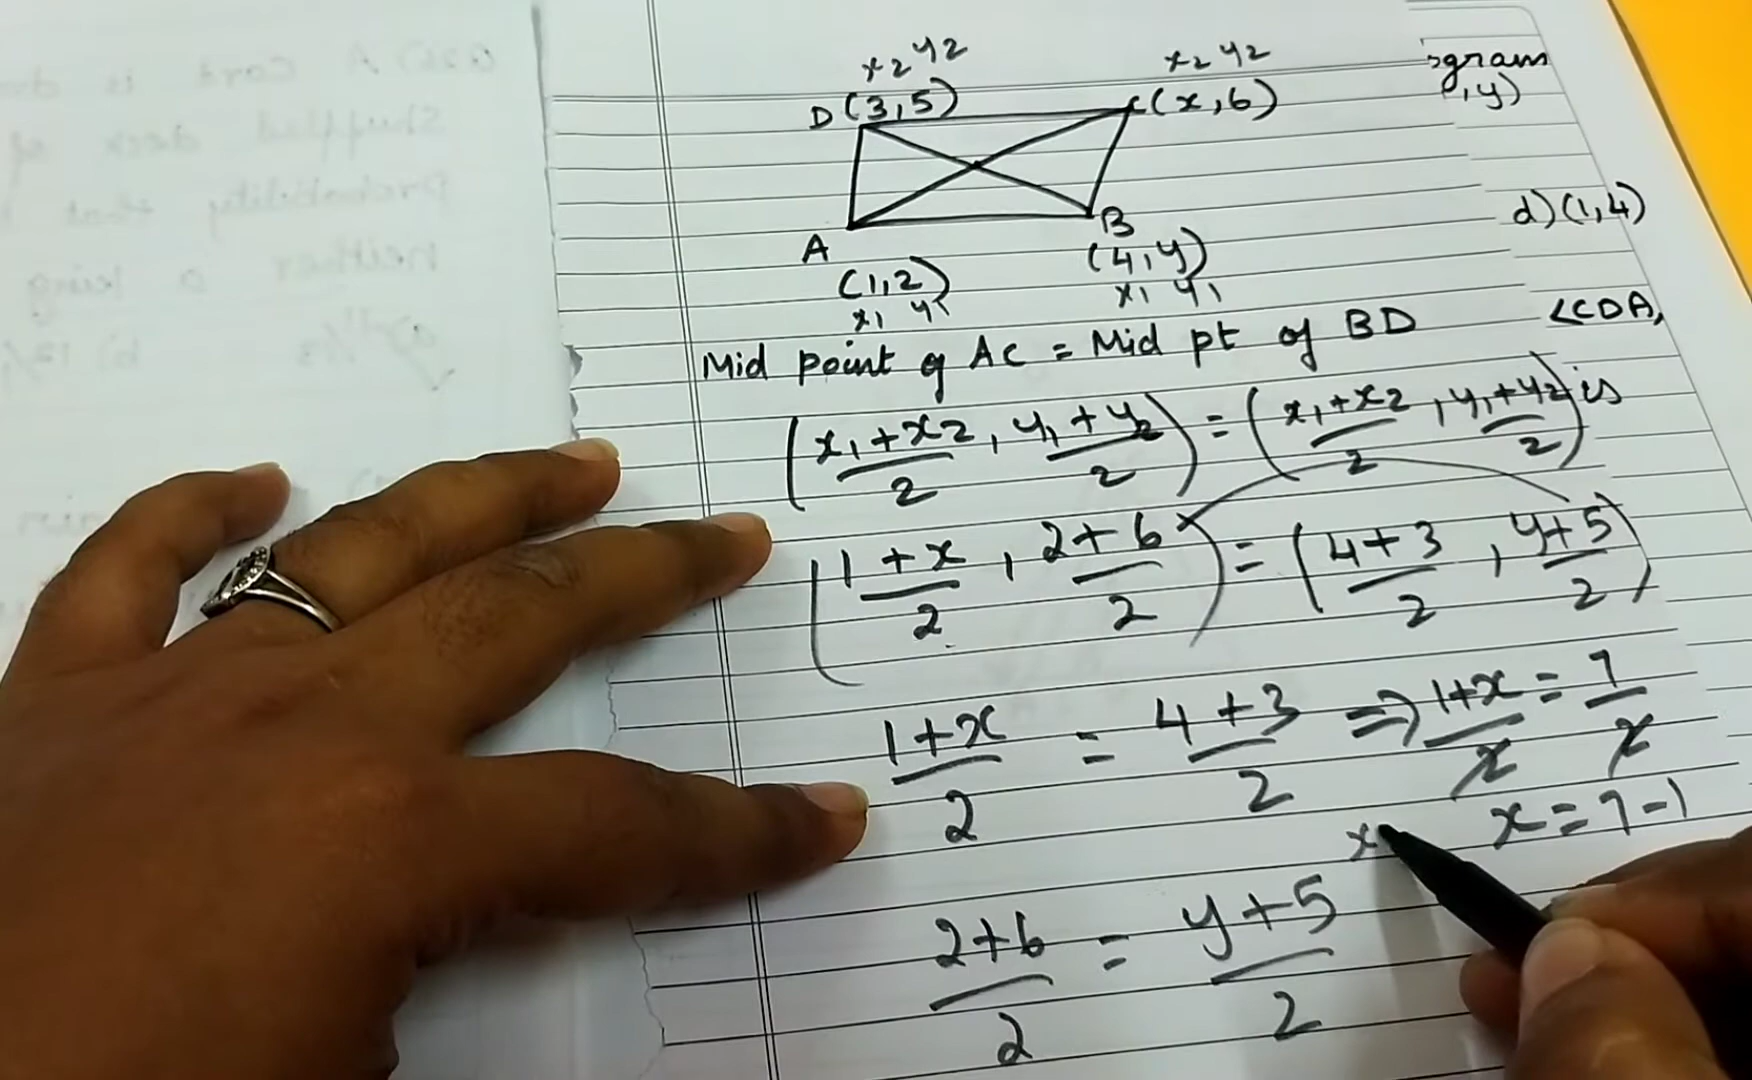 x2 y2 x2 y2
D(3,5) C(x,6)
gram
,y)
A B
d)(1,4)
(1,2) (4,y)
x1 y1 x1 y1
Mid point of AC = Mid pt of BD
<CDA,
(x1+x2/2, y1+y2/2) = (x1+x2/2, y1+y2/2) is
(1+x/2, 2+6/2) = (4+3/2, y+5/2)
1+x/2 = 4+3/2 => 1+x/2 = 7/2
x x=7-1
2+6/2 = y+5/2